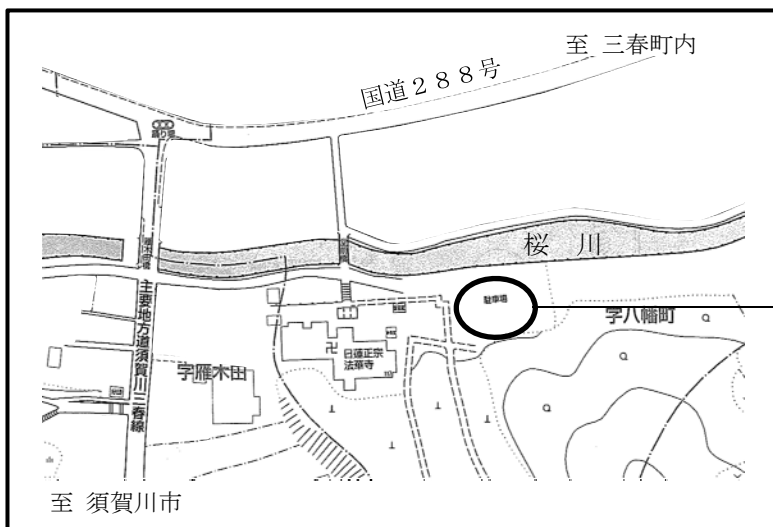 至 三春町内
国道２８８号
桜 川
駐車場
字八幡町
主要地方道須賀川三春線
日蓮正宗
法華寺
字雁木田
至 須賀川市